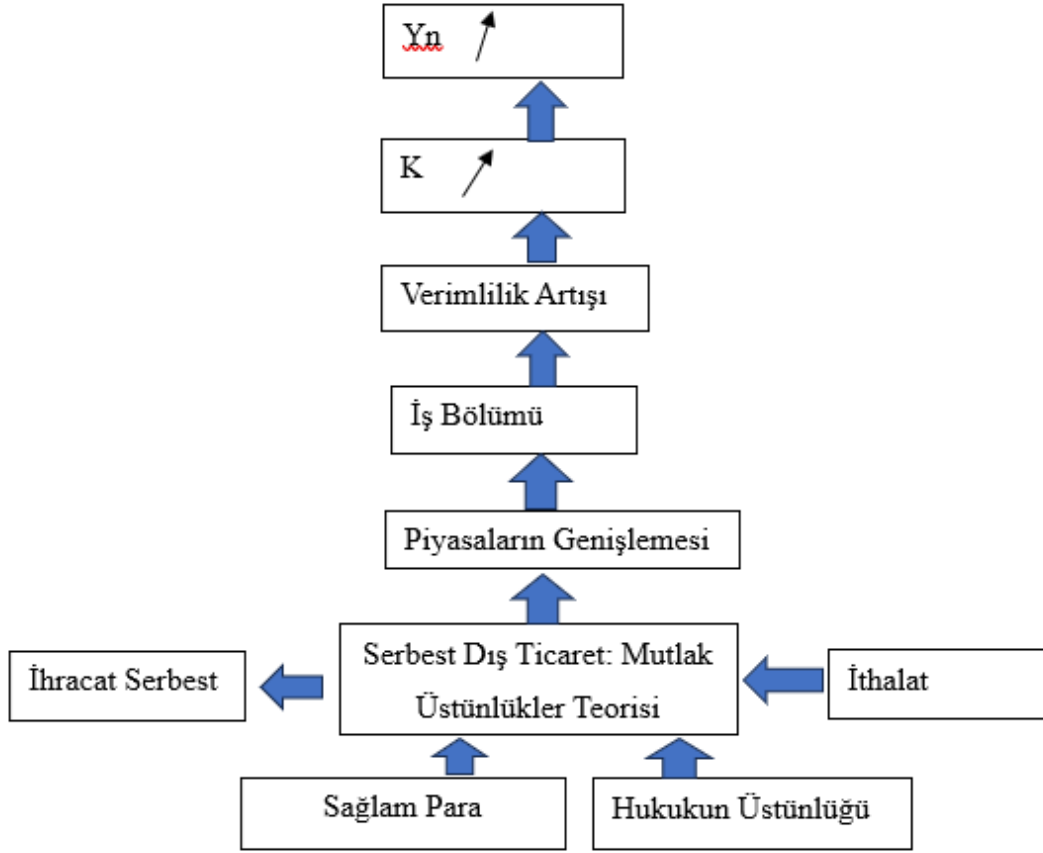 Yn
K
Verimlilik Artışı
İş Bölümü
Piyasaların Genişlemesi
Serbest Dış Ticaret: Mutlak
Üstünlükler Teorisi
İhracat Serbest
İthalat
Sağlam Para
Hukukun Üstünlüğü